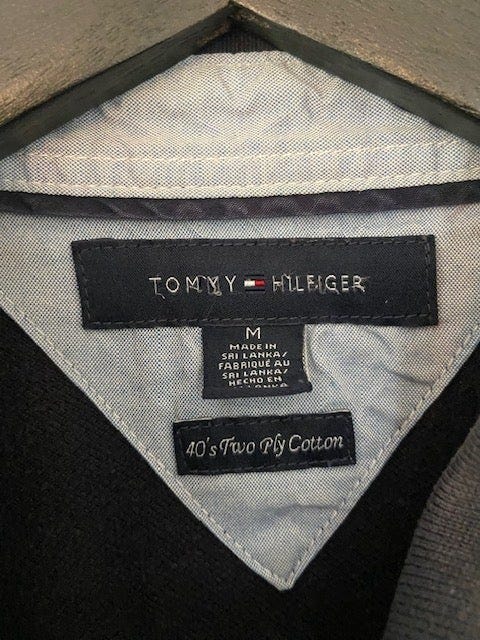 TOMMY HILFIGER
M
MADE IN
SRI LANKA/
FABRIQUÉ AU
SRI LANKA/
HECHO EN
40's Two Ply Cotton